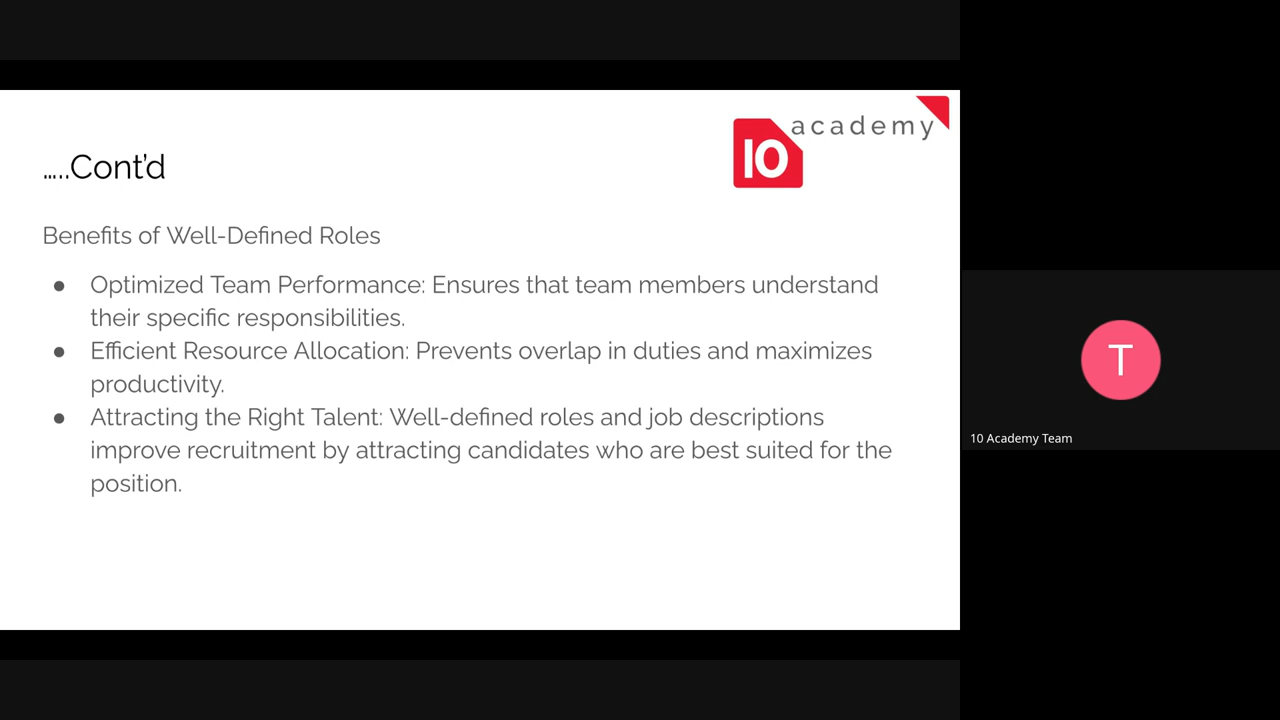 academy
10
.....Cont'd
Benefits of Well-Defined Roles
● Optimized Team Performance: Ensures that team members understand
their specific responsibilities.
● Efficient Resource Allocation: Prevents overlap in duties and maximizes
productivity.
● Attracting the Right Talent: Well-defined roles and job descriptions
improve recruitment by attracting candidates who are best suited for the
position.
T
10 Academy Team